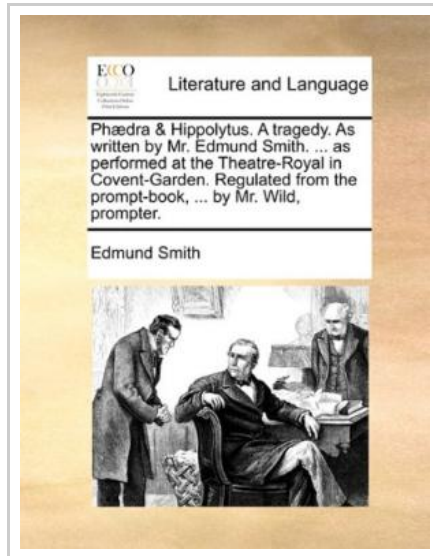 ECCO
Literature and Language
Phædra & Hippolytus. A tragedy. As
written by Mr. Edmund Smith. ... as
performed at the Theatre-Royal in
Covent-Garden. Regulated from the
prompt-book, ... by Mr. Wild,
prompter.
Edmund Smith